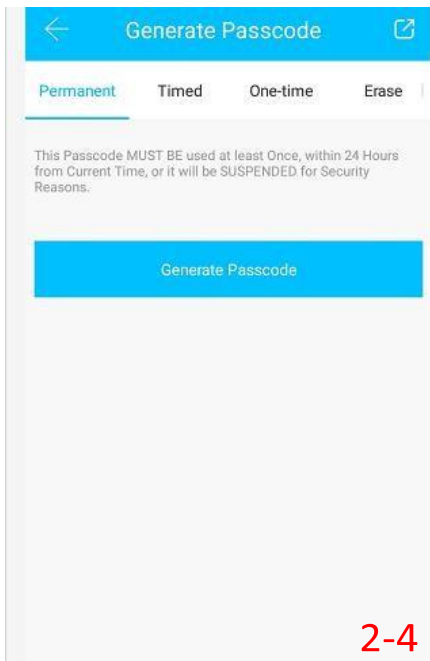 Generate Passcode
Permanent Timed One-time Erase
This Passcode MUST BE used at least Once, within 24 Hours
from Current Time, or it will be SUSPENDED for Security
Reasons.
Generate Passcode
2-4